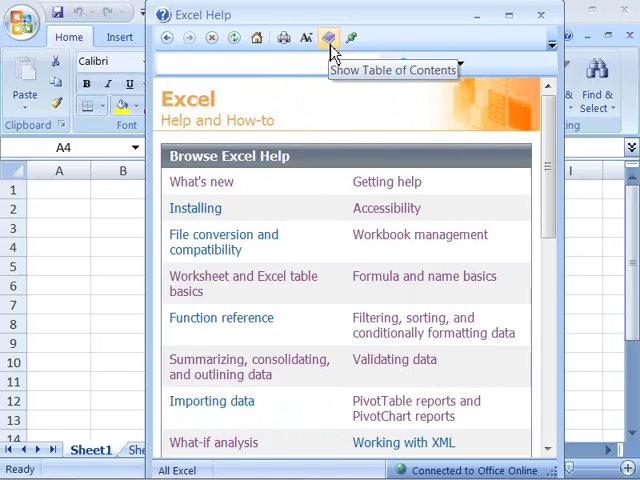 Excel Help
Home
Insert
Show Table of Contents
Calibri
Paste
B
I
Clipboard
Font
Find &
Select
A4
Excel
Help and How-to
Browse Excel Help
What's new
Getting help
Installing
Accessibility
File conversion and
compatibility
Workbook management
Worksheet and Excel table
basics
Formula and name basics
Function reference
Filtering, sorting, and
conditionally formatting data
Summarizing, consolidating,
and outlining data
Validating data
Importing data
PivotTable reports and
PivotChart reports
What-if analysis
Working with XML
A
B
I
1
2
3
4
5
6
7
8
9
10
11
12
13
14
Sheet1
Ready
All Excel
Connected to Office Online